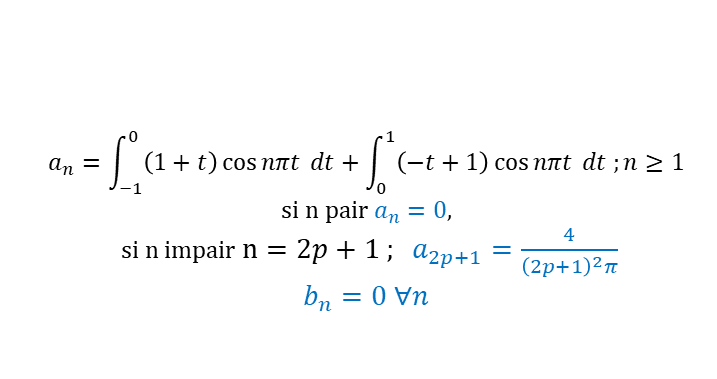 aₙ = ∫₋₁⁰ (1 + t) cos nπt dt + ∫₀¹ (−t + 1) cos nπt dt ; n ≥ 1
si n pair aₙ = 0,
si n impair n = 2p + 1 ; a₂ₚ₊₁ = 4/((2p+1)²π)
bₙ = 0 ∀n